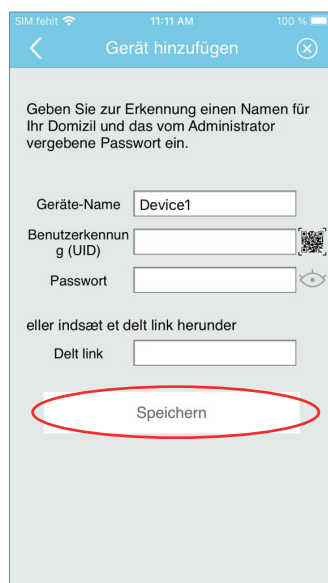 SIM fehlt 11:11 AM 100 %
Gerät hinzufügen
Geben Sie zur Erkennung einen Namen für
Ihr Domizil und das vom Administrator
vergebene Passwort ein.
Geräte-Name Device1
Benutzerkennun
g (UID)
Passwort
eller indsæt et delt link herunder
Delt link
Speichern